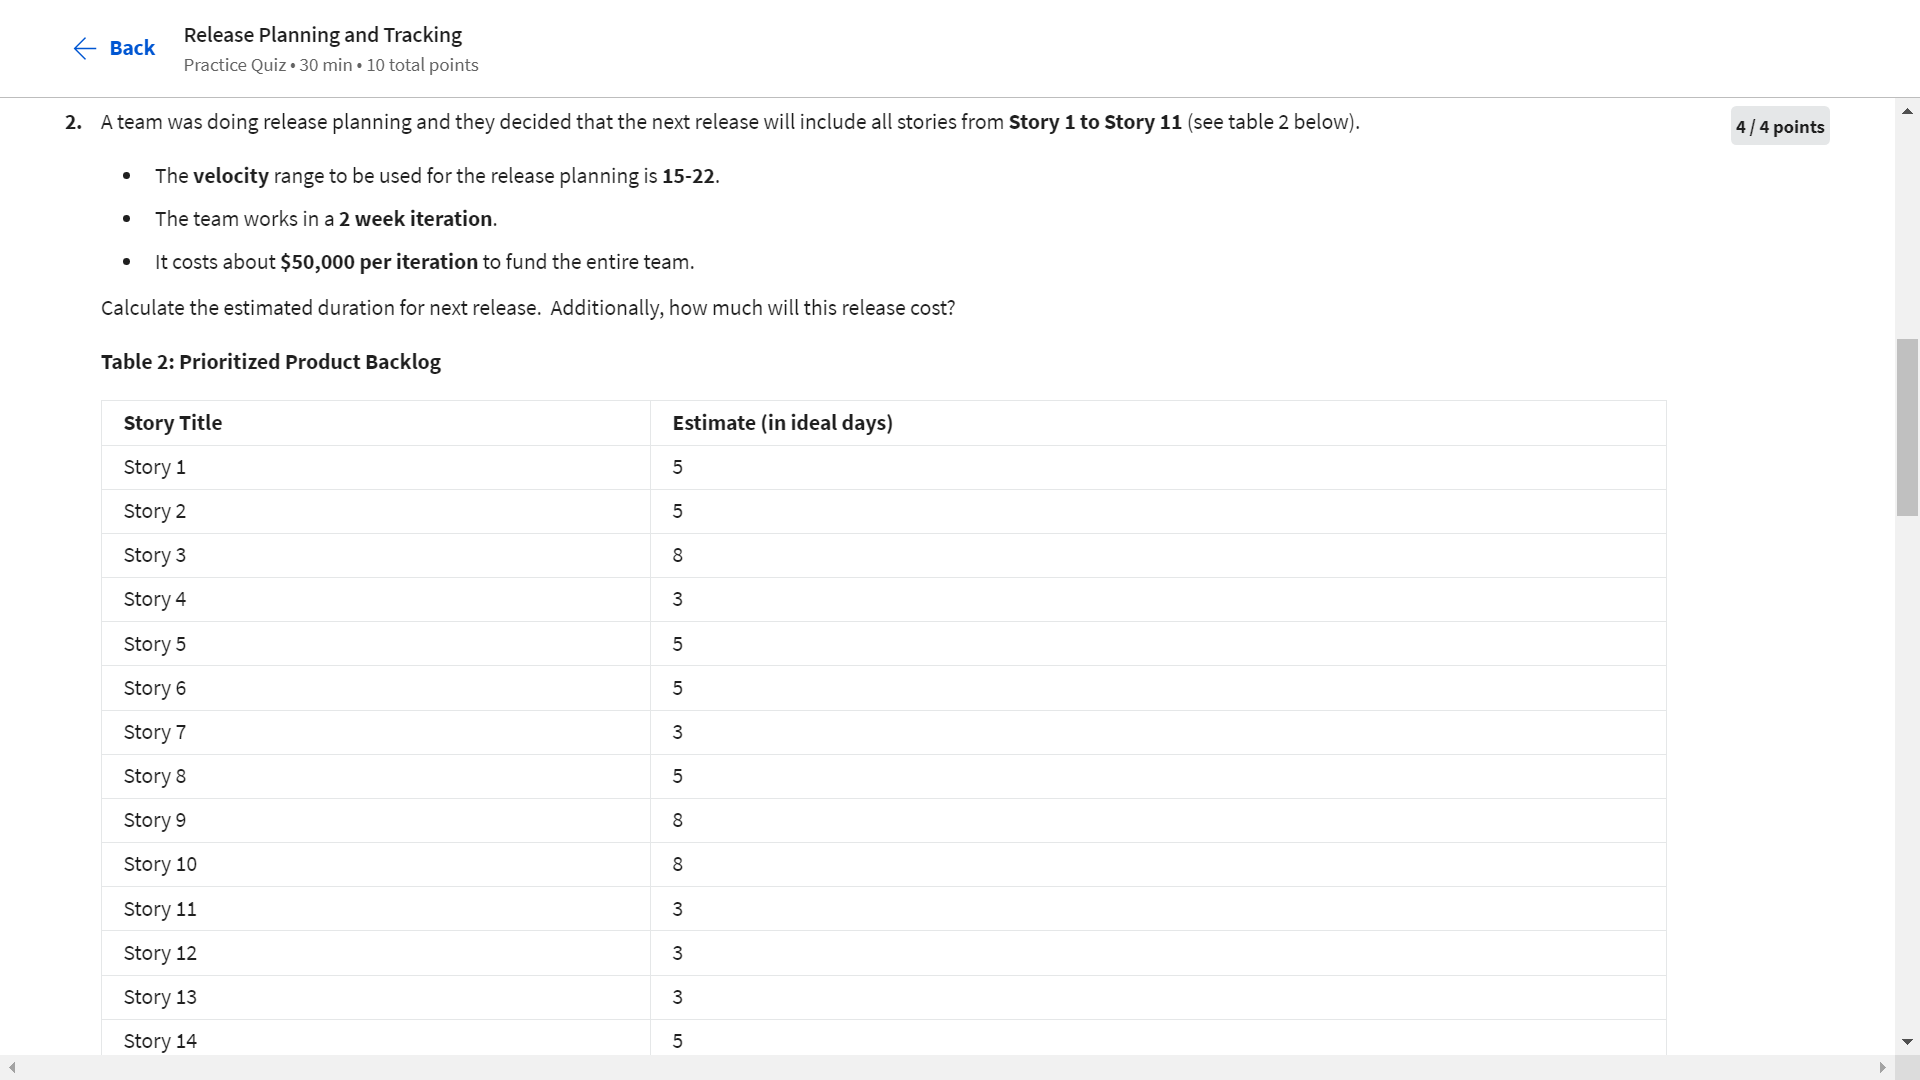 Back
Release Planning and Tracking
Practice Quiz • 30 min • 10 total points
2. A team was doing release planning and they decided that the next release will include all stories from Story 1 to Story 11 (see table 2 below).
4 / 4 points
• The velocity range to be used for the release planning is 15-22.
• The team works in a 2 week iteration.
• It costs about $50,000 per iteration to fund the entire team.
Calculate the estimated duration for next release.  Additionally, how much will this release cost?
Table 2: Prioritized Product Backlog
Story Title Estimate (in ideal days)
Story 1 5
Story 2 5
Story 3 8
Story 4 3
Story 5 5
Story 6 5
Story 7 3
Story 8 5
Story 9 8
Story 10 8
Story 11 3
Story 12 3
Story 13 3
Story 14 5